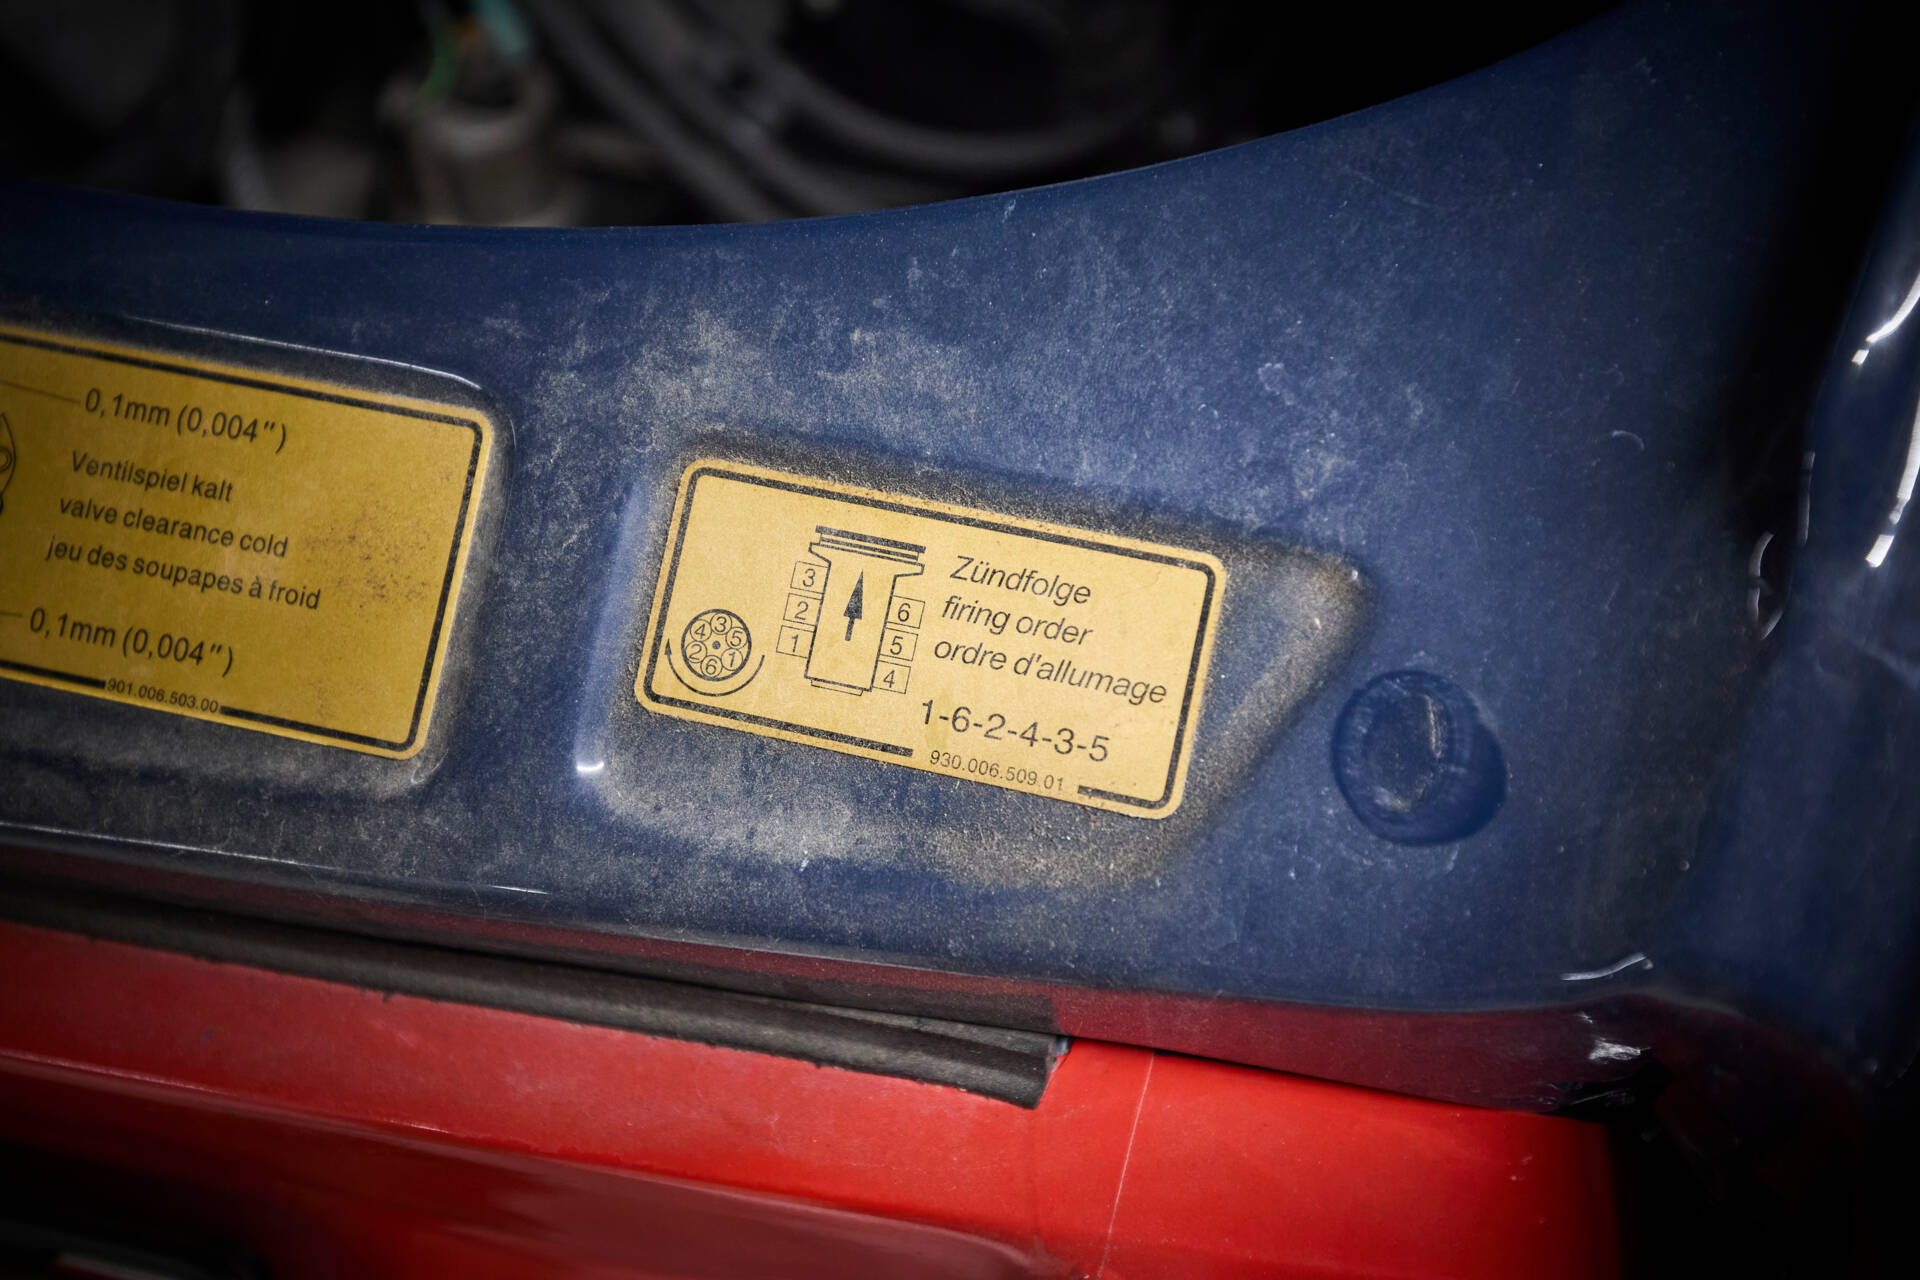 0,1mm (0,004")
Ventilspiel kalt
valve clearance cold
jeu des soupapes à froid
0,1mm (0,004")
901.006.503.00
3
2
1
6
5
4
3
5
1
6
2
4
Zündfolge
firing order
ordre d'allumage
1-6-2-4-3-5
930.006.509.01